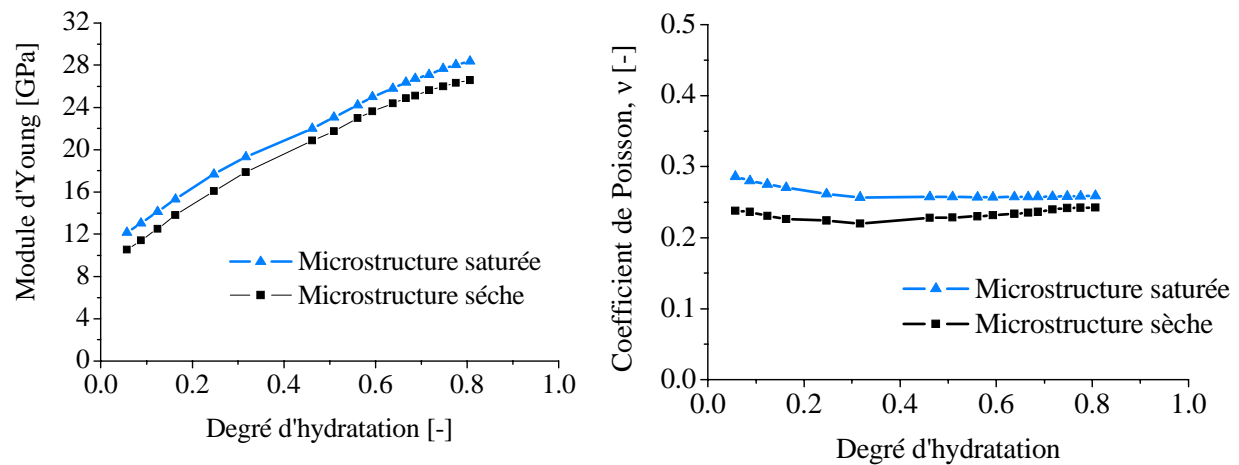 Module d'Young [GPa]
32
28
24
20
16
12
8
4
0
0.0 0.2 0.4 0.6 0.8 1.0
Degré d'hydratation [-]
Microstructure saturée
Microstructure séche
Coefficient de Poisson, ν [-]
0.5
0.4
0.3
0.2
0.1
0.0
0.0 0.2 0.4 0.6 0.8 1.0
Degré d'hydratation
Microstructure saturée
Microstructure sèche